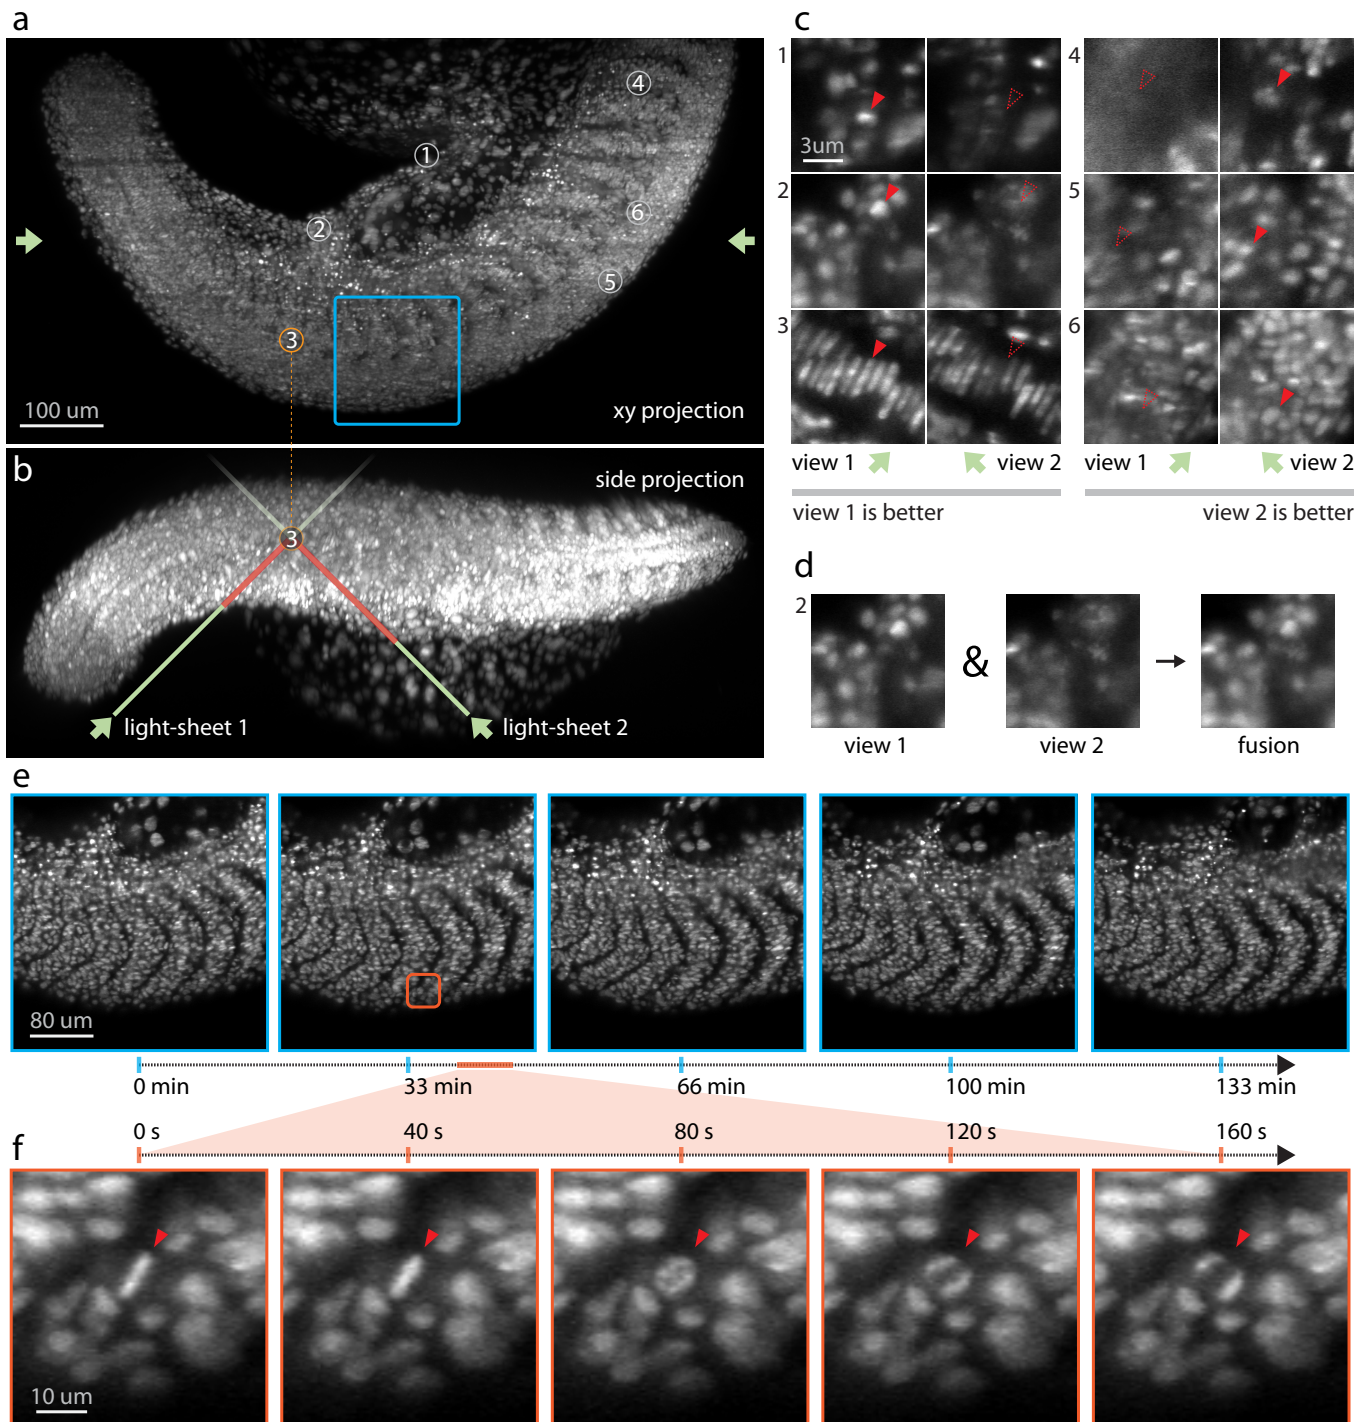 a
4
1
6
2
5
3
100 um
xy projection
b
side projection
3
light-sheet 1
light-sheet 2
c
1
4
3um
2
5
3
6
view 1
view 2
view 1
view 2
view 1 is better
view 2 is better
d
2
&
view 1
view 2
fusion
e
80 um
0 min
33 min
66 min
100 min
133 min
f
0 s
40 s
80 s
120 s
160 s
10 um